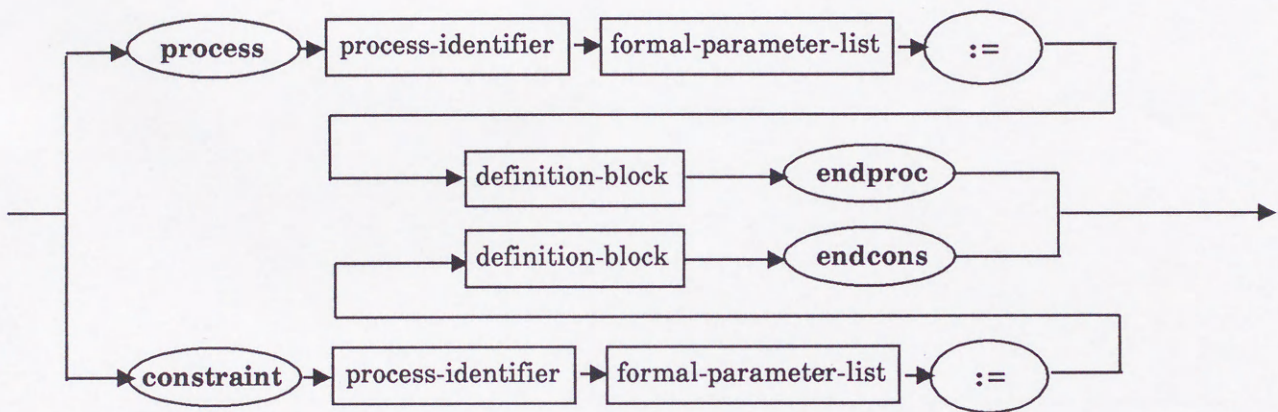 process process-identifier formal-parameter-list :=
definition-block endproc
definition-block endcons
constraint process-identifier formal-parameter-list :=